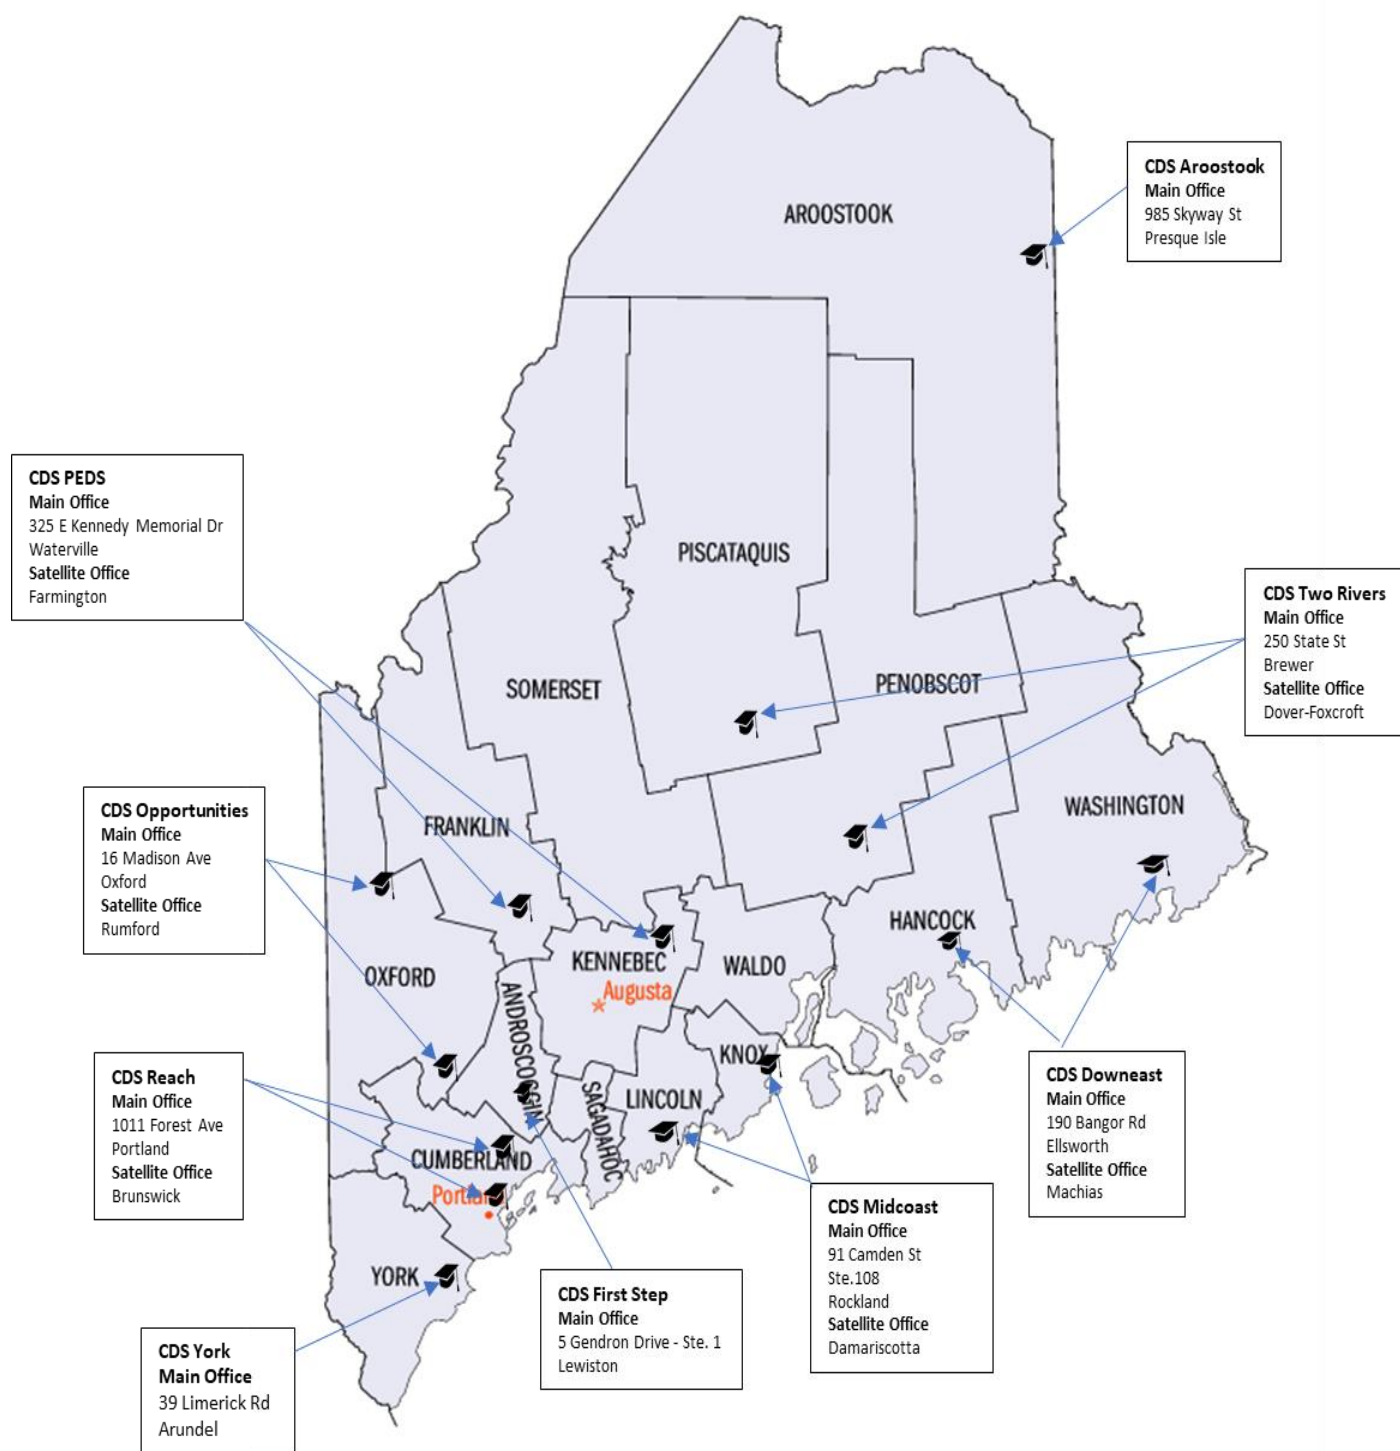 CDS Aroostook
Main Office
985 Skyway St
Presque Isle
AROOSTOOK
CDS PEDS
Main Office
325 E Kennedy Memorial Dr
Waterville
Satellite Office
Farmington
PISCATAQUIS
CDS Two Rivers
Main Office
250 State St
Brewer
Satellite Office
Dover-Foxcroft
SOMERSET
PENOBSCOT
CDS Opportunities
Main Office
16 Madison Ave
Oxford
Satellite Office
Rumford
FRANKLIN
WASHINGTON
HANCOCK
OXFORD
KENNEBEC
WALDO
Augusta
ANDROSCOGGIN
KNOX
SAGADAHOC
LINCOLN
CDS Reach
Main Office
1011 Forest Ave
Portland
Satellite Office
Brunswick
CDS Downeast
Main Office
190 Bangor Rd
Ellsworth
Satellite Office
Machias
CUMBERLAND
Portland
CDS Midcoast
Main Office
91 Camden St
Ste.108
Rockland
Satellite Office
Damariscotta
YORK
CDS First Step
Main Office
5 Gendron Drive - Ste. 1
Lewiston
CDS York
Main Office
39 Limerick Rd
Arundel